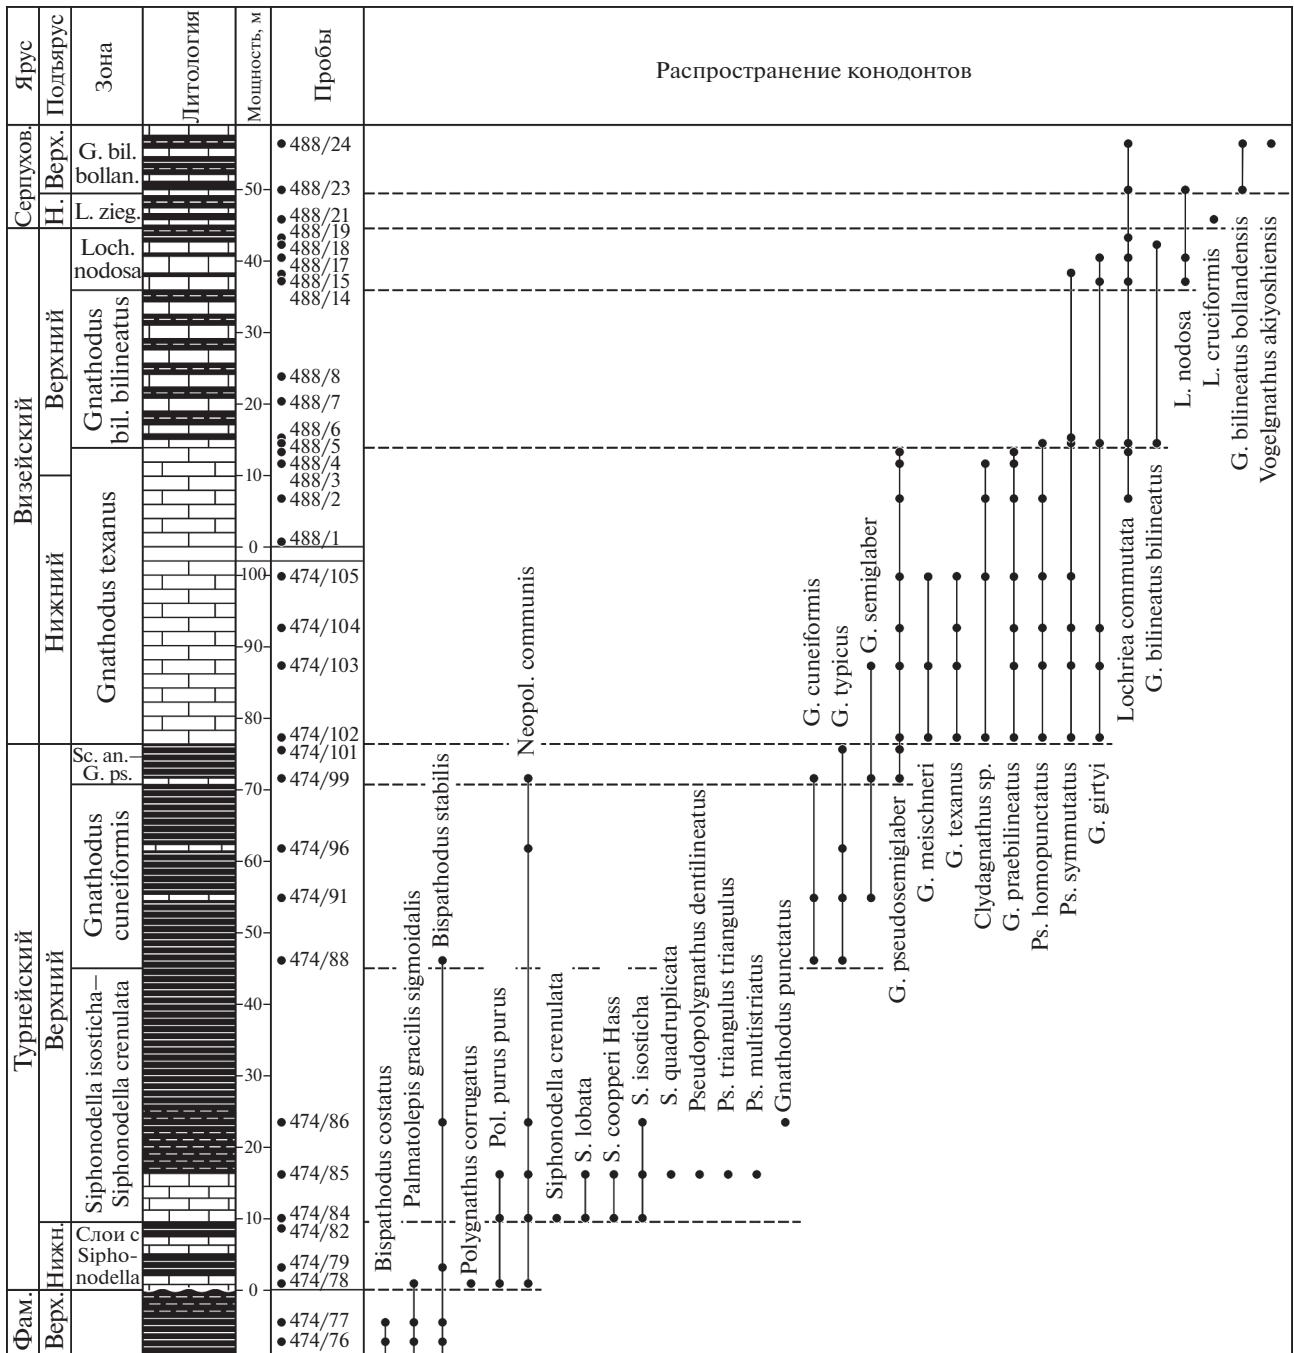 Ярус
Подъярус
Зона
Литология
Мощность, м
Пробы
Распространение конодонтов
Серпухов.
Верх.
Н.
G. bil.
bollan.
L. zieg.
Визейский
Верхний
Нижний
Loch.
nodosa
Gnathodus
bil. bilineatus
Gnathodus texanus
Турнейский
Верхний
Нижн.
Sc. an.–
G. ps.
Gnathodus
cuneiformis
Siphonodella isosticha–
Siphonodella crenulata
Слои с
Sipho-
nodella
Фам.
Верх.
50
40
30
20
10
0
100
90
80
70
60
50
40
30
20
10
0
488/24
488/23
488/21
488/19
488/18
488/17
488/15
488/14
488/8
488/7
488/6
488/5
488/4
488/3
488/2
488/1
474/105
474/104
474/103
474/102
474/101
474/99
474/96
474/91
474/88
474/86
474/85
474/84
474/82
474/79
474/78
474/77
474/76
Bispathodus costatus
Palmatolepis gracilis sigmoidalis
Bispathodus stabilis
Polygnathus corrugatus
Pol. purus purus
Neopol. communis
Siphonodella crenulata
S. lobata
S. coopperi Hass
S. isosticha
S. quadruplicata
Pseudopolygnathus dentilineatus
Ps. triangulus triangulus
Ps. multistriatus
Gnathodus punctatus
G. cuneiformis
G. typicus
G. semiglaber
G. pseudosemiglaber
G. meischneri
G. texanus
Clydagnathus sp.
G. praebilineatus
Ps. homopunctatus
Ps. symmutatus
G. girtyi
Lochriea commutata
G. bilineatus bilineatus
L. nodosa
L. cruciformis
G. bilineatus bollandensis
Vogelgnathus akiyoshiensis